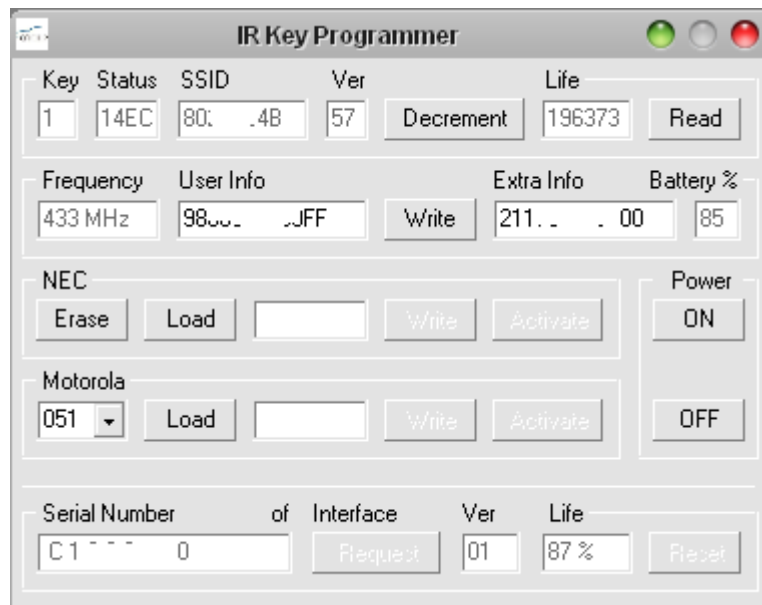 IR Key Programmer
Key Status SSID Ver Life
1 14EC 57 Decrement 196373 Read
Frequency User Info Extra Info Battery %
433 MHz Write 85
NEC Power
Erase Load Write Activate ON
Motorola
051 Load Write Activate OFF
Serial Number of Interface Ver Life
Request 01 87 % Reset